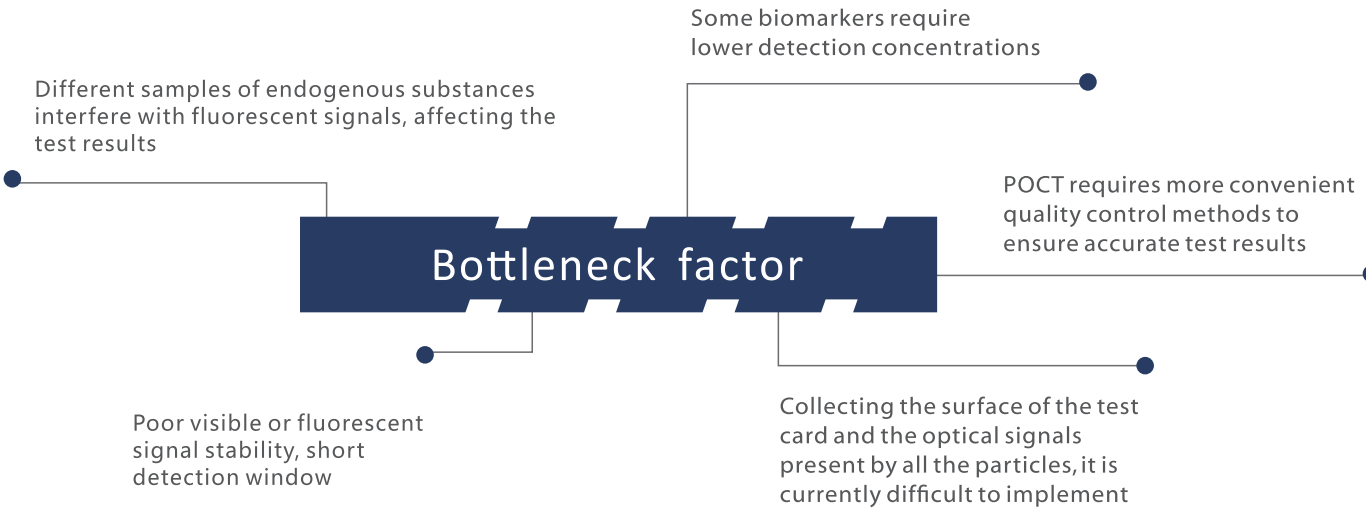 Some biomarkers require
lower detection concentrations
Different samples of endogenous substances
interfere with fluorescent signals, affecting the
test results
POCT requires more convenient
quality control methods to
ensure accurate test results
Bottleneck factor
Poor visible or fluorescent
signal stability, short
detection window
Collecting the surface of the test
card and the optical signals
present by all the particles, it is
currently difficult to implement